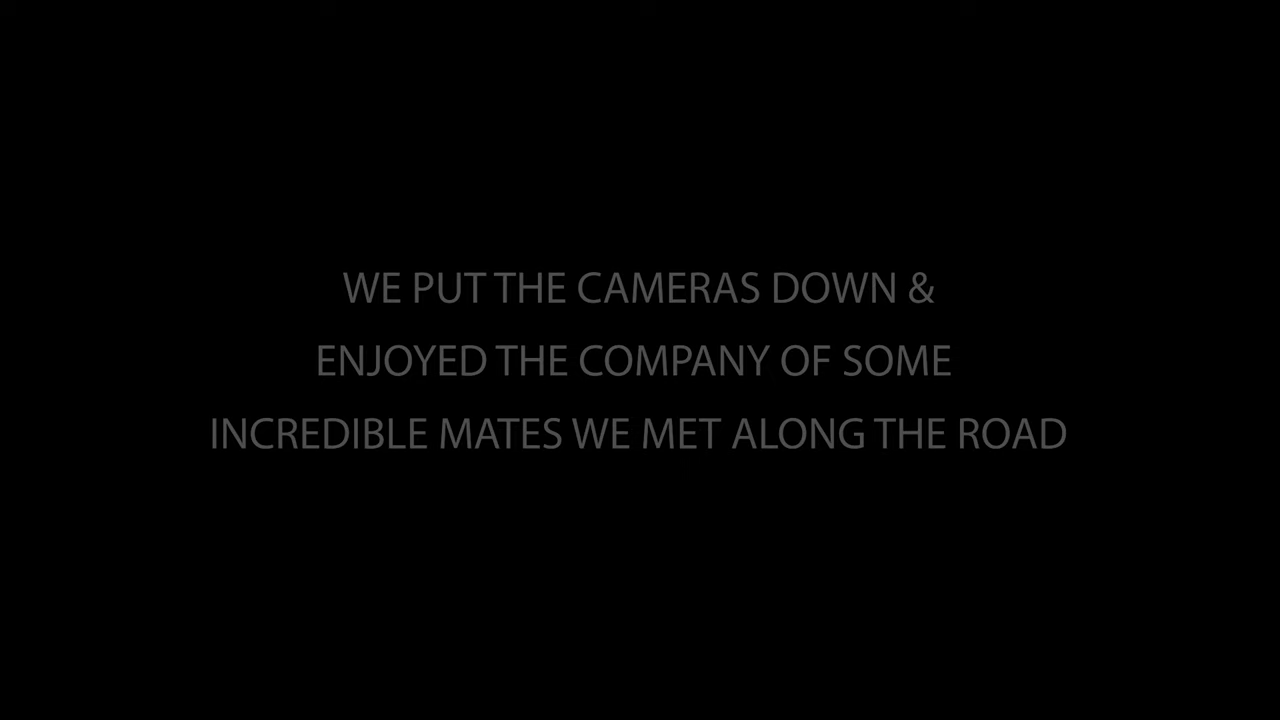 WE PUT THE CAMERAS DOWN &
ENJOYED THE COMPANY OF SOME
INCREDIBLE MATES WE MET ALONG THE ROAD